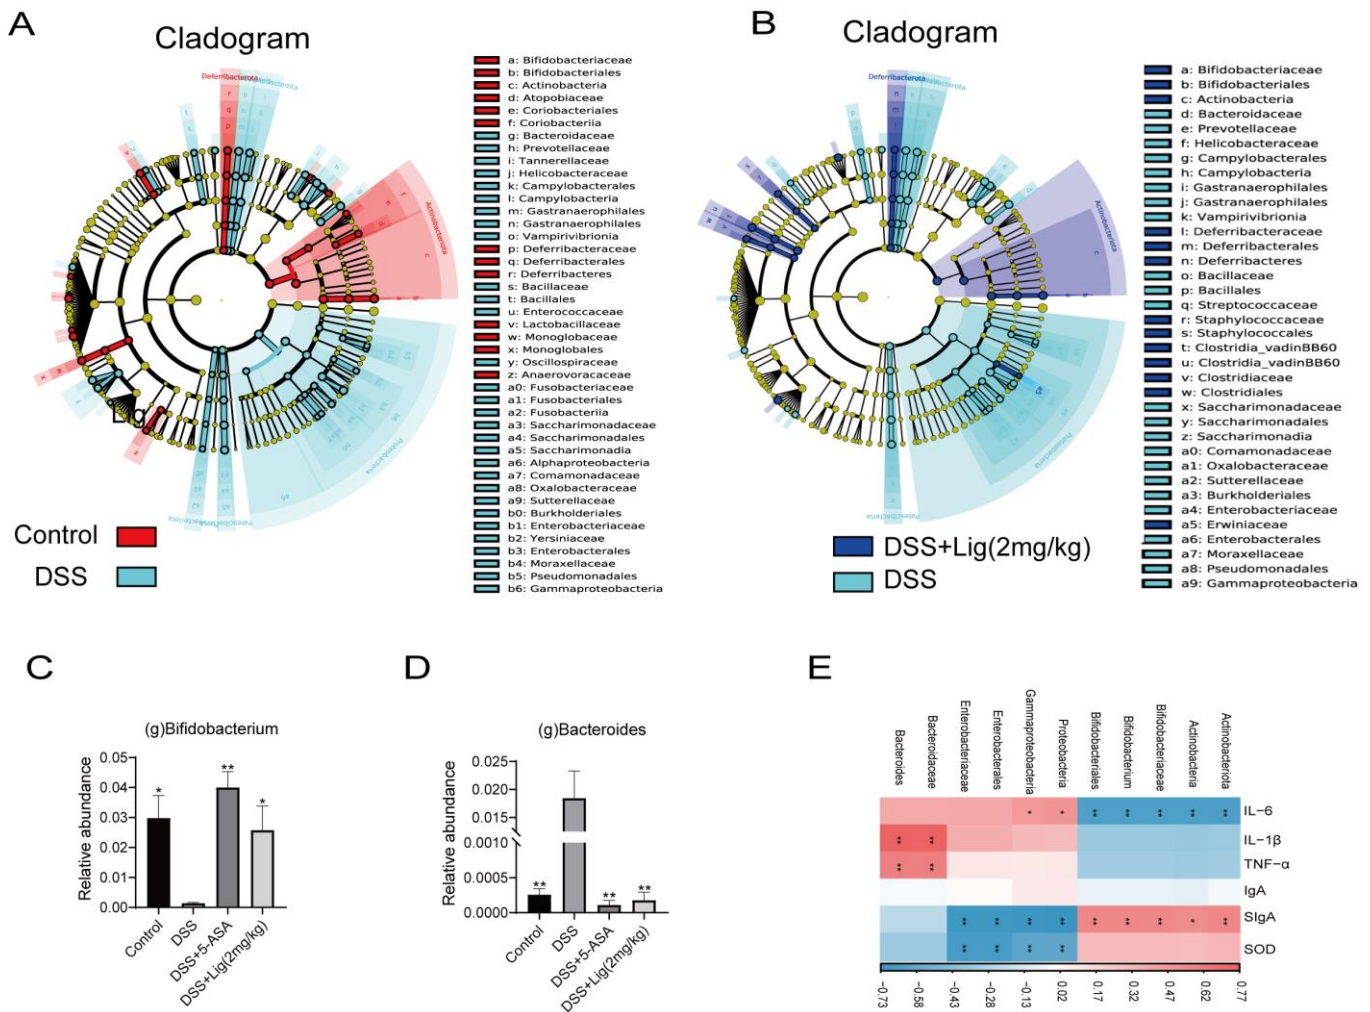 A
Cladogram
Deferribacterota
Actinobacteriota
Proteobacteria
Control
DSS
a: Bifidobacteriaceae
b: Bifidobacteriales
c: Actinobacteria
d: Atopobiaceae
e: Coriobacteriales
f: Coriobacteriia
g: Bacteroidaceae
h: Prevotellaceae
i: Tannerellaceae
j: Helicobacteraceae
k: Campylobacterales
l: Campylobacteria
m: Gastranaerophilales
n: Gastranaerophilales
o: Vampirivibrionia
p: Deferribacteraceae
q: Deferribacterales
r: Deferribacteres
s: Bacillaceae
t: Bacillales
u: Enterococcaceae
v: Lactobacillaceae
w: Monoglobaceae
x: Monoglobales
y: Oscillospiraceae
z: Anaerovoracaceae
a0: Fusobacteriaceae
a1: Fusobacteriales
a2: Fusobacteriia
a3: Saccharimonadaceae
a4: Saccharimonadales
a5: Saccharimonadia
a6: Alphaproteobacteria
a7: Comamonadaceae
a8: Oxalobacteraceae
a9: Sutterellaceae
b0: Burkholderiales
b1: Enterobacteriaceae
b2: Yersiniaceae
b3: Enterobacterales
b4: Moraxellaceae
b5: Pseudomonadales
b6: Gammaproteobacteria
B
Cladogram
Deferribacterota
Actinobacteriota
Proteobacteria
DSS+Lig(2mg/kg)
DSS
a: Bifidobacteriaceae
b: Bifidobacteriales
c: Actinobacteria
d: Bacteroidaceae
e: Prevotellaceae
f: Helicobacteraceae
g: Campylobacterales
h: Campylobacteria
i: Gastranaerophilales
j: Gastranaerophilales
k: Vampirivibrionia
l: Deferribacteraceae
m: Deferribacterales
n: Deferribacteres
o: Bacillaceae
p: Bacillales
q: Streptococcaceae
r: Staphylococcaceae
s: Staphylococcales
t: Clostridia_vadinBB60
u: Clostridia_vadinBB60
v: Clostridiaceae
w: Clostridiales
x: Saccharimonadaceae
y: Saccharimonadales
z: Saccharimonadia
a0: Comamonadaceae
a1: Oxalobacteraceae
a2: Sutterellaceae
a3: Burkholderiales
a4: Enterobacteriaceae
a5: Erwiniaceae
a6: Enterobacterales
a7: Moraxellaceae
a8: Pseudomonadales
a9: Gammaproteobacteria
C
(g)Bifidobacterium
Relative abundance
0.05
0.04
0.03
0.02
0.01
0.00
* ** *
Control
DSS
DSS+5-ASA
DSS+Lig(2mg/kg)
D
(g)Bacteroides
Relative abundance
0.025
0.020
0.015
0.0010
0.0005
0.0000
** ** **
Control
DSS
DSS+5-ASA
DSS+Lig(2mg/kg)
E
Bacteroides
Bacteroidaceae
Enterobacteriaceae
Enterobacterales
Gammaproteobacteria
Proteobacteria
Bifidobacteriales
Bifidobacterium
Bifidobacteriaceae
Actinobacteria
Actinobacteriota
* * ** ** ** ** ** IL-6
** ** IL-1β
** ** TNF-α
IgA
** ** ** ** ** ** ** * ** SIgA
** ** ** ** SOD
-0.73
-0.58
-0.43
-0.28
-0.13
0.02
0.17
0.32
0.47
0.62
0.77